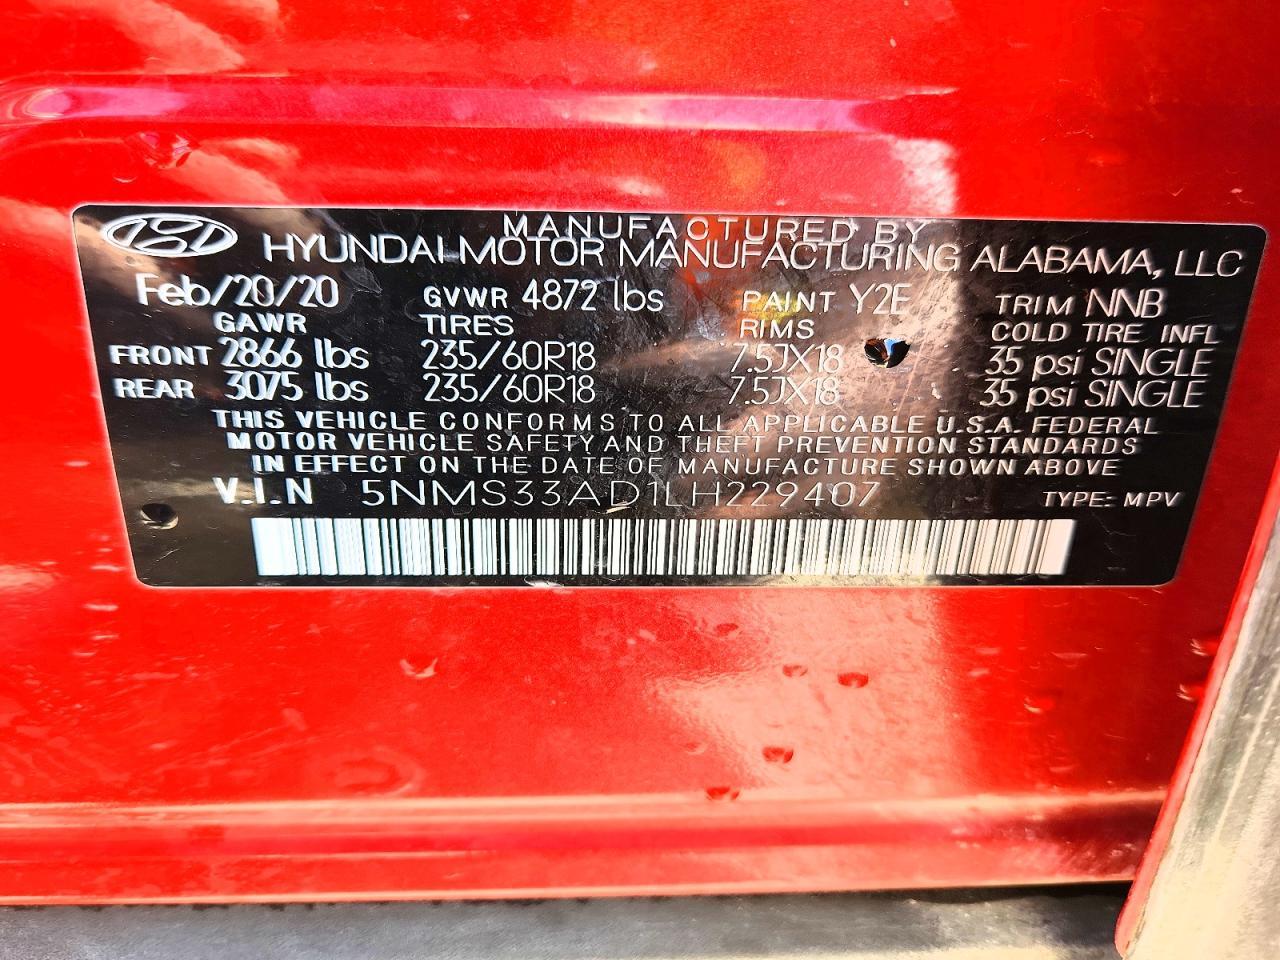 MANUFACTURED BY
HYUNDAI MOTOR MANUFACTURING ALABAMA, LLC
Feb/20/20 GVWR 4872 lbs PAINT Y2E TRIM NNB
GAWR TIRES RIMS COLD TIRE INFL
FRONT 2866 lbs 235/60R18 7.5JX18 35 psi SINGLE
REAR 3075 lbs 235/60R18 7.5JX18 35 psi SINGLE
THIS VEHICLE CONFORMS TO ALL APPLICABLE U.S.A. FEDERAL
MOTOR VEHICLE SAFETY AND THEFT PREVENTION STANDARDS
IN EFFECT ON THE DATE OF MANUFACTURE SHOWN ABOVE
V.I.N 5NMS33AD1LH229407 TYPE: MPV